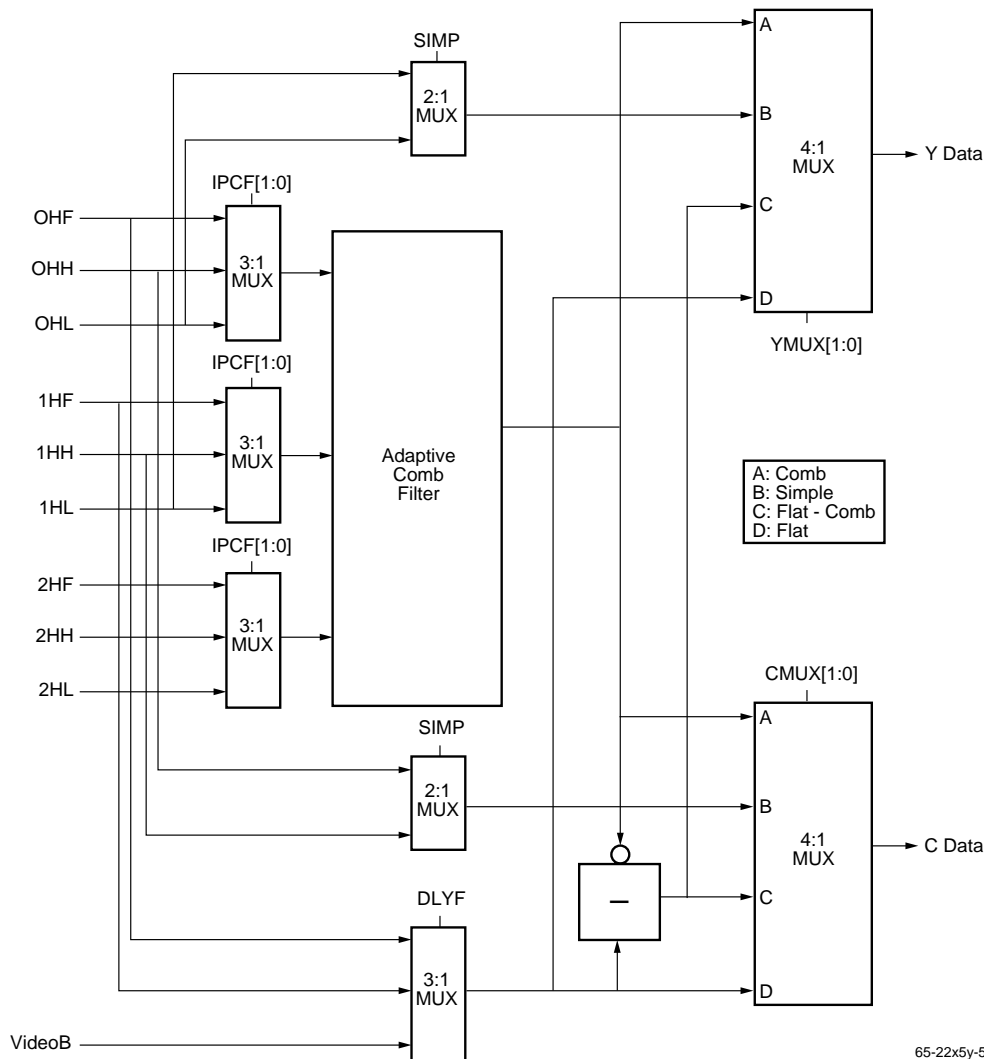 SIMP
2:1
MUX
A
B
C
D
4:1
MUX
Y Data
YMUX[1:0]
IPCF[1:0]
OHF
OHH
OHL
3:1
MUX
IPCF[1:0]
1HF
1HH
1HL
3:1
MUX
IPCF[1:0]
2HF
2HH
2HL
3:1
MUX
Adaptive
Comb
Filter
A: Comb
B: Simple
C: Flat - Comb
D: Flat
SIMP
2:1
MUX
CMUX[1:0]
A
B
C
D
4:1
MUX
C Data
–
DLYF
3:1
MUX
VideoB
65-22x5y-5